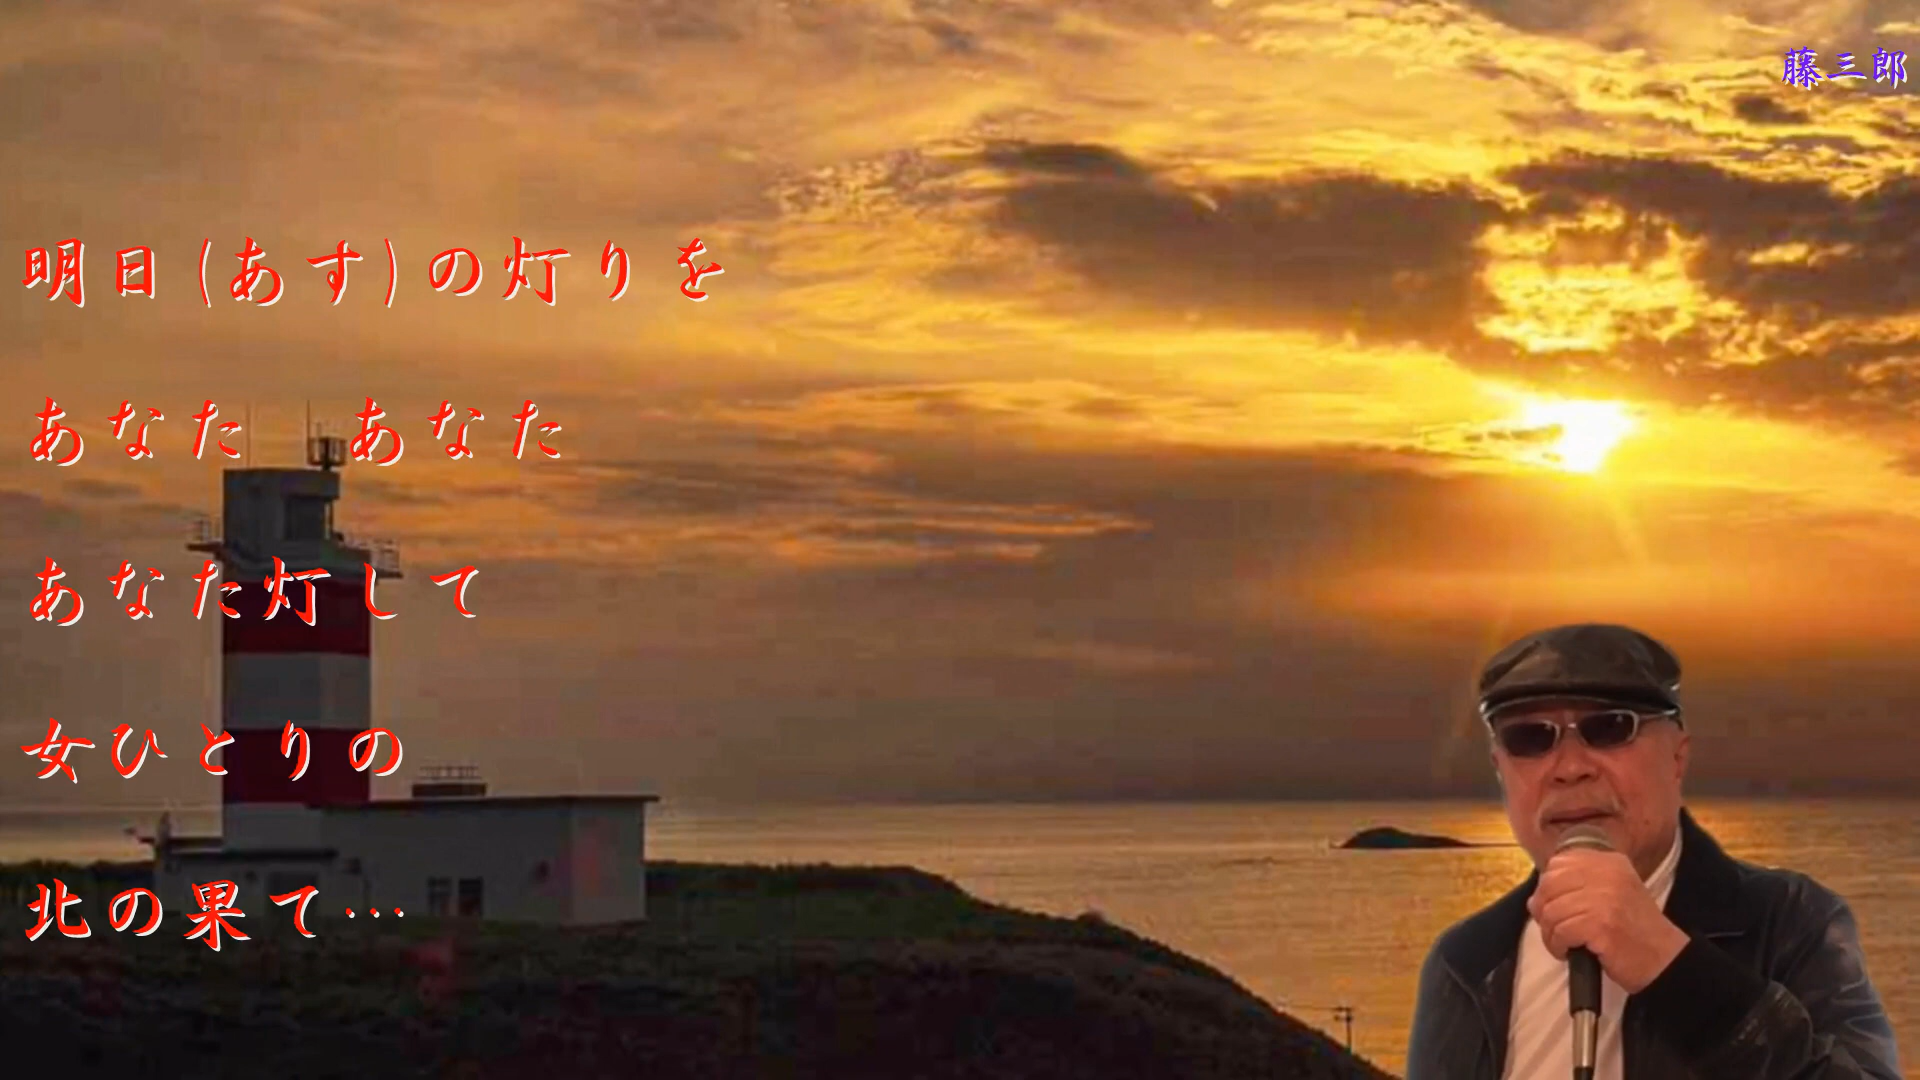 藤三郎
明日(あす)の灯りを
あなた　あなた
あなた灯して
女ひとりの
北の果て…